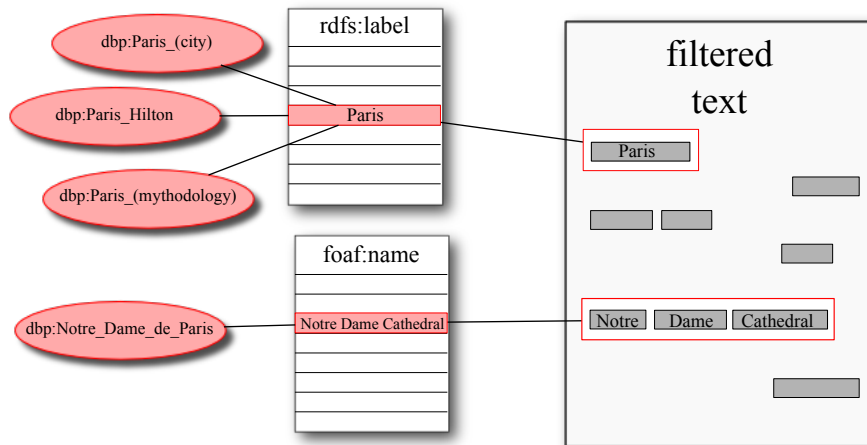 dbp:Paris_(city)
dbp:Paris_Hilton
dbp:Paris_(mythodology)
dbp:Notre_Dame_de_Paris
rdfs:label
Paris
foaf:name
Notre Dame Cathedral
filtered
text
Paris
Notre Dame Cathedral